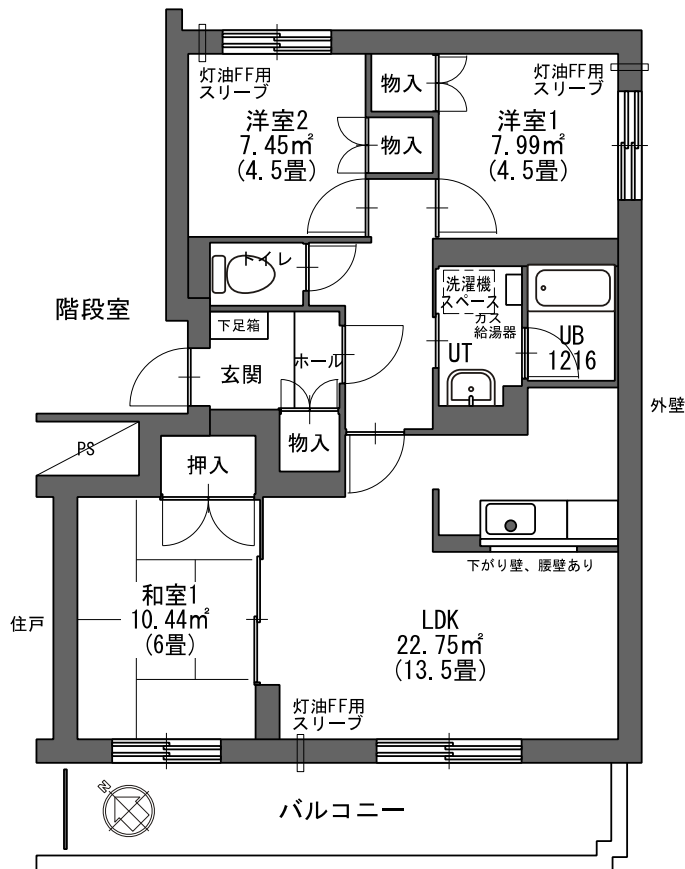 灯油FF用
スリーブ
洋室2
7.45㎡
(4.5畳)
物入
物入
灯油FF用
スリーブ
洋室1
7.99㎡
(4.5畳)
トイレ
階段室
下足箱
玄関
ホール
物入
洗濯機
スペース
ガス
給湯器
UT
UB
1216
外壁
PS
押入
下がり壁、腰壁あり
住戸
和室1
10.44㎡
(6畳)
LDK
22.75㎡
(13.5畳)
灯油FF用
スリーブ
N
バルコニー